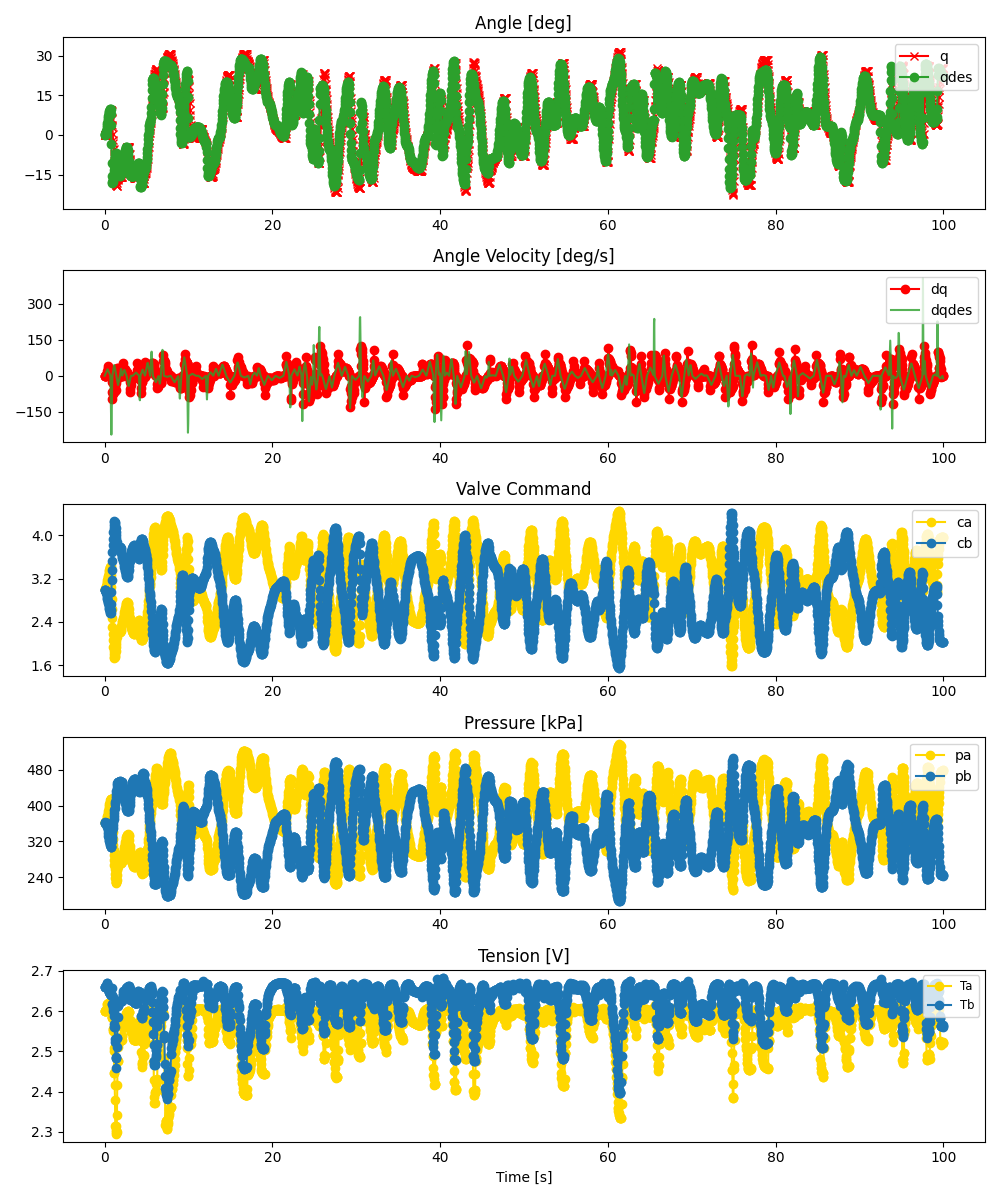 Angle [deg]
30
15
0
−15
q
qdes
0 20 40 60 80 100
Angle Velocity [deg/s]
300
150
0
−150
dq
dqdes
0 20 40 60 80 100
Valve Command
4.0
3.2
2.4
1.6
ca
cb
0 20 40 60 80 100
Pressure [kPa]
480
400
320
240
pa
pb
0 20 40 60 80 100
Tension [V]
2.7
2.6
2.5
2.4
2.3
Ta
Tb
0 20 40 60 80 100
Time [s]